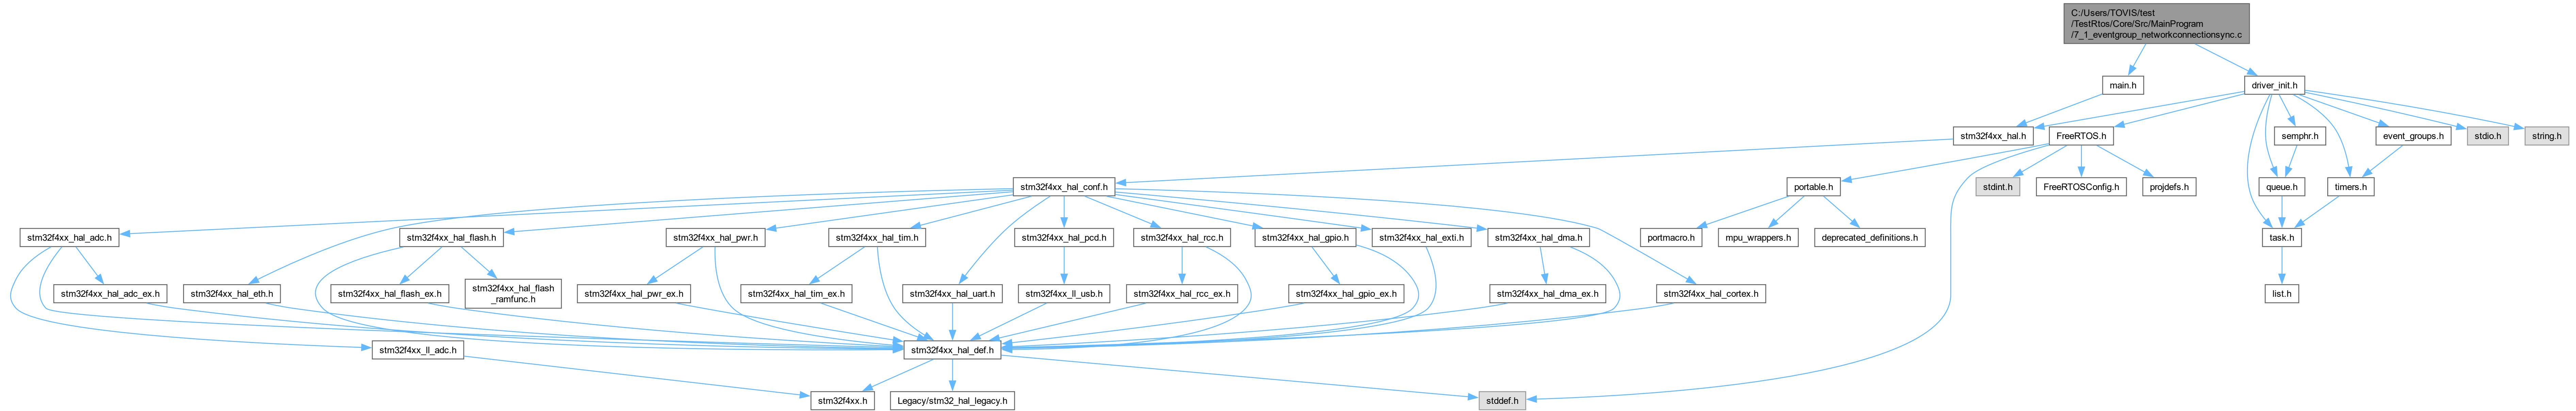 C:/Users/TOVIS/test
/TestRtos/Core/Src/MainProgram
/7_1_eventgroup_networkconnectionsync.c
main.h
driver_init.h
stm32f4xx_hal.h
FreeRTOS.h
semphr.h
event_groups.h
stdio.h
string.h
stm32f4xx_hal_conf.h
portable.h
stdint.h
FreeRTOSConfig.h
projdefs.h
queue.h
timers.h
stm32f4xx_hal_adc.h
stm32f4xx_hal_flash.h
stm32f4xx_hal_pwr.h
stm32f4xx_hal_tim.h
stm32f4xx_hal_pcd.h
stm32f4xx_hal_rcc.h
stm32f4xx_hal_gpio.h
stm32f4xx_hal_exti.h
stm32f4xx_hal_dma.h
portmacro.h
mpu_wrappers.h
deprecated_definitions.h
task.h
stm32f4xx_hal_adc_ex.h
stm32f4xx_hal_eth.h
stm32f4xx_hal_flash_ex.h
stm32f4xx_hal_flash
_ramfunc.h
stm32f4xx_hal_pwr_ex.h
stm32f4xx_hal_tim_ex.h
stm32f4xx_hal_uart.h
stm32f4xx_ll_usb.h
stm32f4xx_hal_rcc_ex.h
stm32f4xx_hal_gpio_ex.h
stm32f4xx_hal_dma_ex.h
stm32f4xx_hal_cortex.h
list.h
stm32f4xx_ll_adc.h
stm32f4xx_hal_def.h
stm32f4xx.h
Legacy/stm32_hal_legacy.h
stddef.h